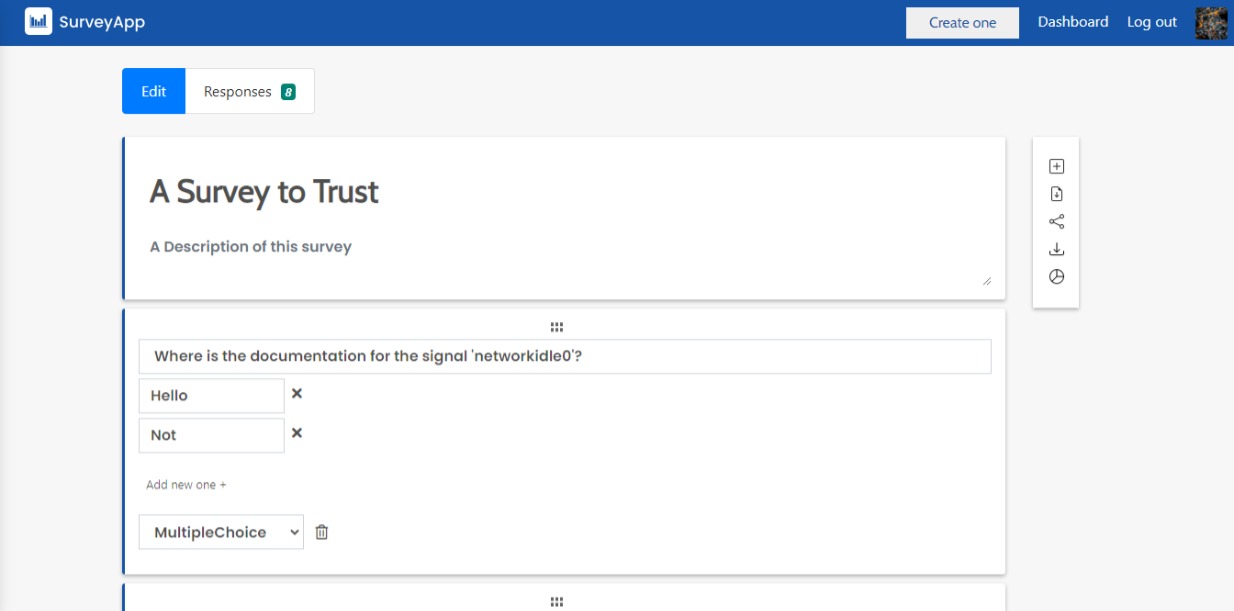 SurveyApp
Create one
Dashboard
Log out
Edit
Responses 8
A Survey to Trust
A Description of this survey
Where is the documentation for the signal 'networkidle0'?
Hello
Not
Add new one +
MultipleChoice